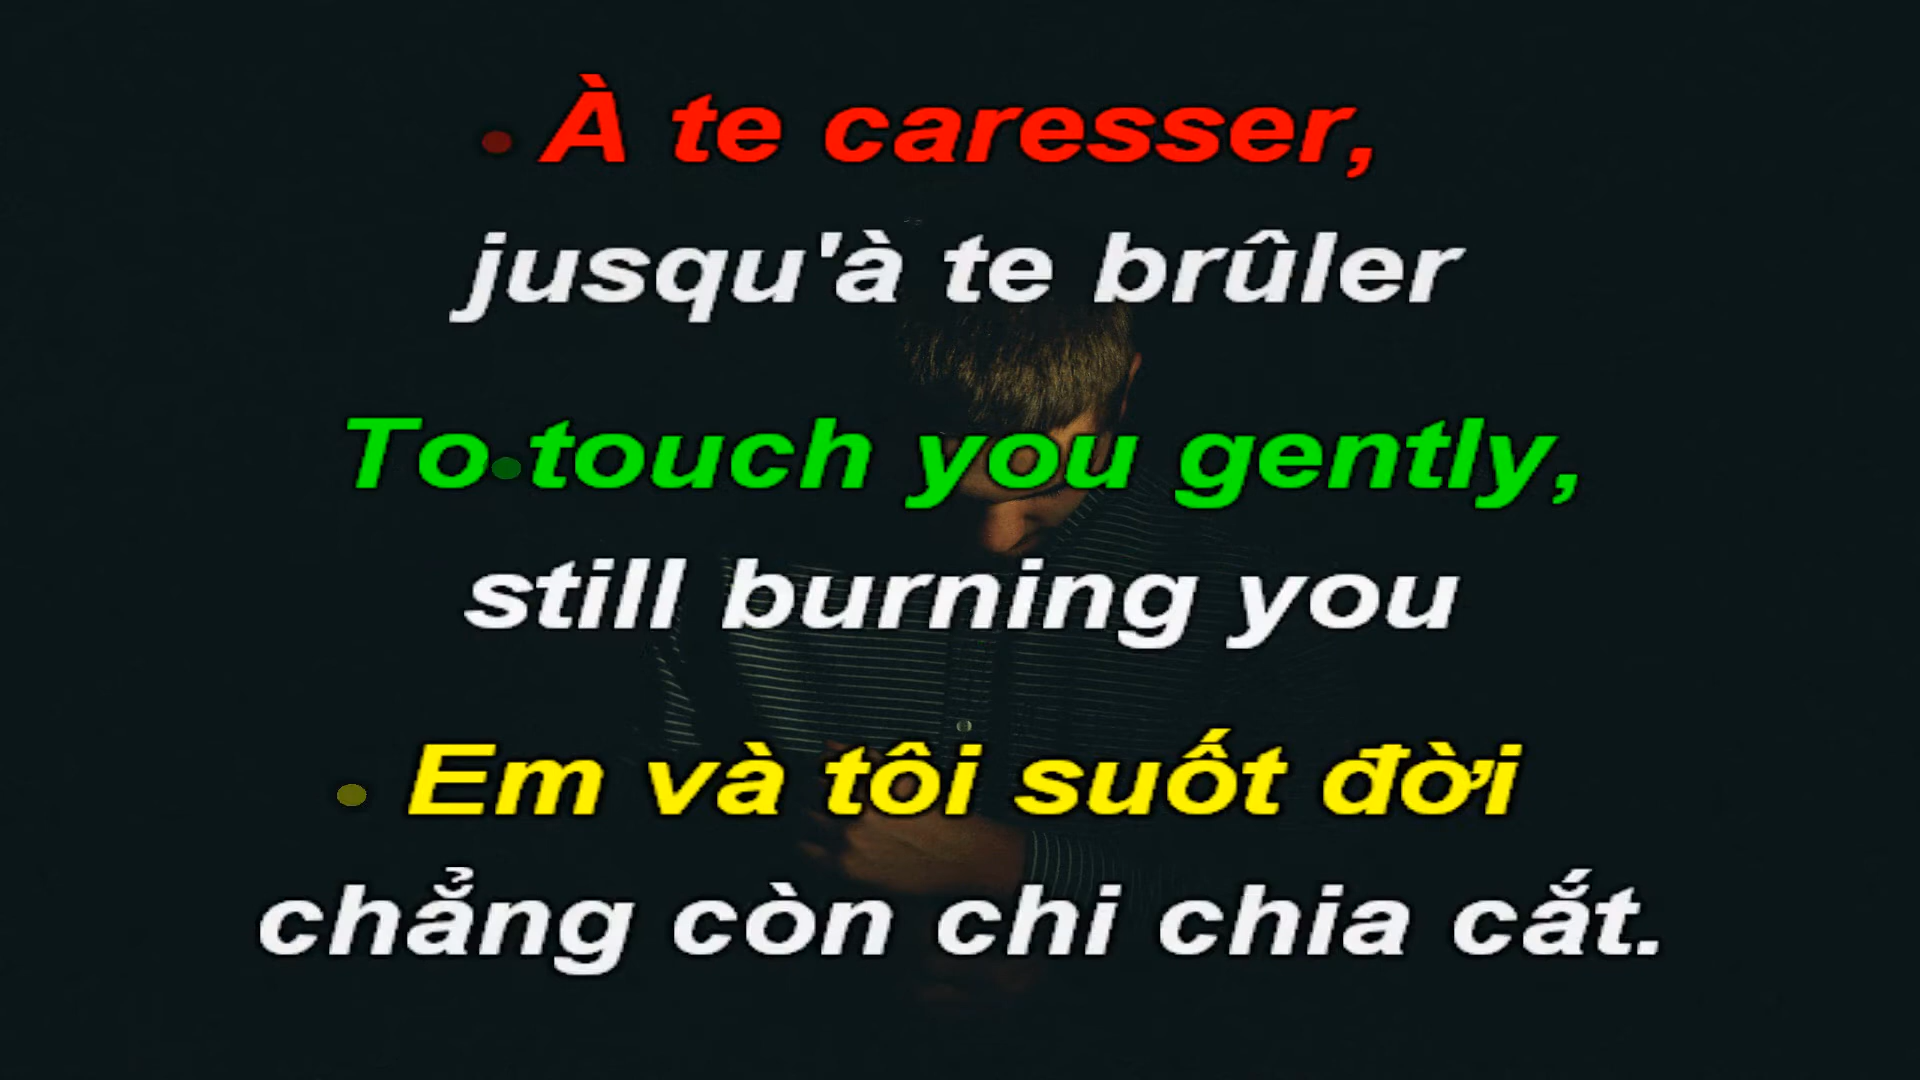 À te caresser,
jusqu'à te brûler
To touch you gently,
still burning you
Em và tôi suốt đời
chẳng còn chi chia cắt.